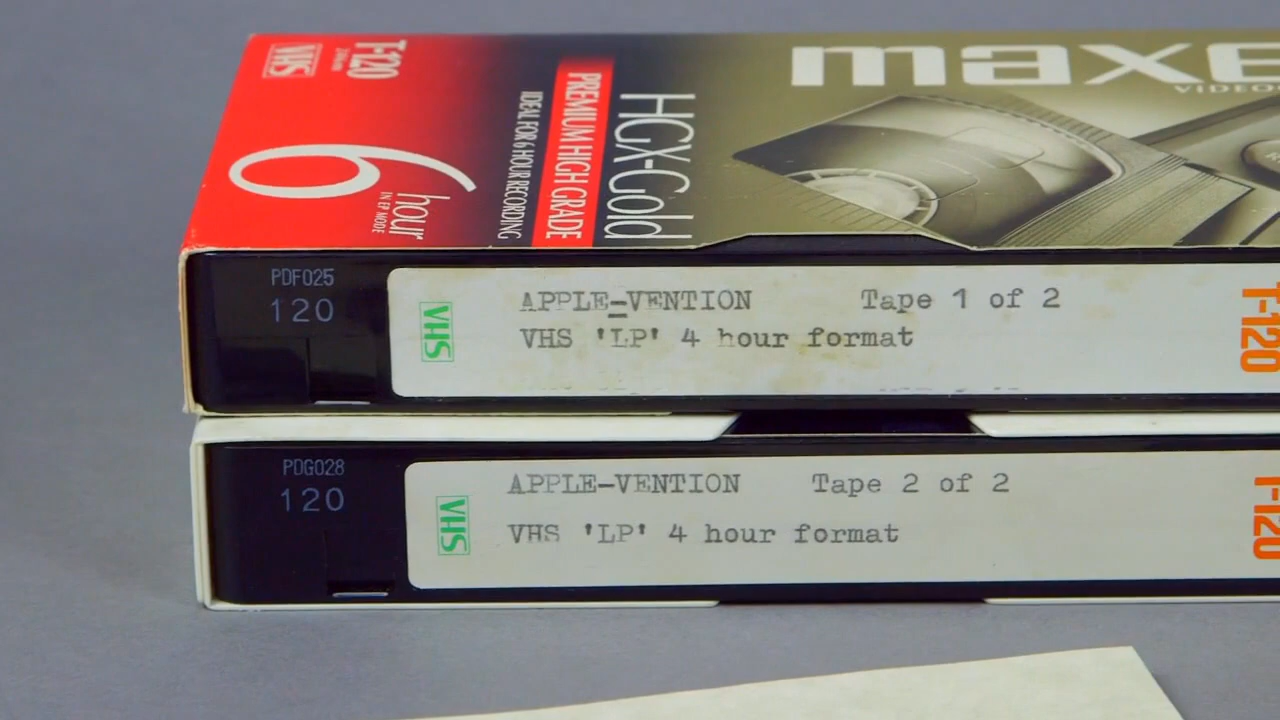 VHS
T-120
6
hour
IN EP MODE
IDEAL FOR 6 HOUR RECORDING
PREMIUM HIGH GRADE
HGX-Gold
maxe
VIDEO
PDF025
120
VHS
APPLE-VENTION Tape 1 of 2
VHS 'LP' 4 hour format
T-120
PDG028
120
VHS
APPLE-VENTION Tape 2 of 2
VHS 'LP' 4 hour format
T-120